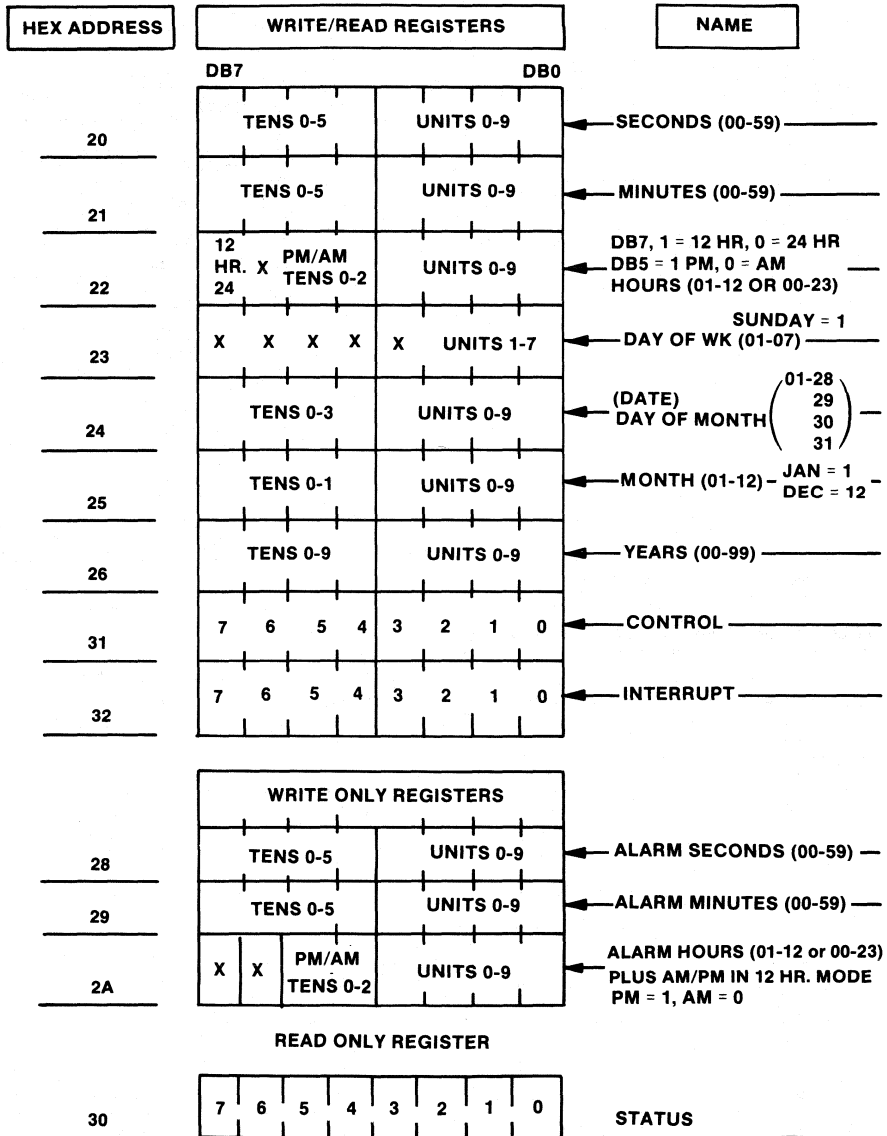 HEX ADDRESS WRITE/READ REGISTERS NAME
DB7 DB0
20 TENS 0-5 UNITS 0-9 SECONDS (00-59)
21 TENS 0-5 UNITS 0-9 MINUTES (00-59)
22 12 HR. 24 X PM/AM TENS 0-2 UNITS 0-9 DB7, 1 = 12 HR, 0 = 24 HR
DB5 = 1 PM, 0 = AM
HOURS (01-12 OR 00-23)
SUNDAY = 1
23 X X X X X UNITS 1-7 DAY OF WK (01-07)
24 TENS 0-3 UNITS 0-9 (DATE)
DAY OF MONTH
01-28
29
30
31
25 TENS 0-1 UNITS 0-9 MONTH (01-12) - JAN = 1
DEC = 12
26 TENS 0-9 UNITS 0-9 YEARS (00-99)
31 7 6 5 4 3 2 1 0 CONTROL
32 7 6 5 4 3 2 1 0 INTERRUPT
WRITE ONLY REGISTERS
28 TENS 0-5 UNITS 0-9 ALARM SECONDS (00-59)
29 TENS 0-5 UNITS 0-9 ALARM MINUTES (00-59)
2A X X PM/AM TENS 0-2 UNITS 0-9 ALARM HOURS (01-12 or 00-23)
PLUS AM/PM IN 12 HR. MODE
PM = 1, AM = 0
READ ONLY REGISTER
30 7 6 5 4 3 2 1 0 STATUS